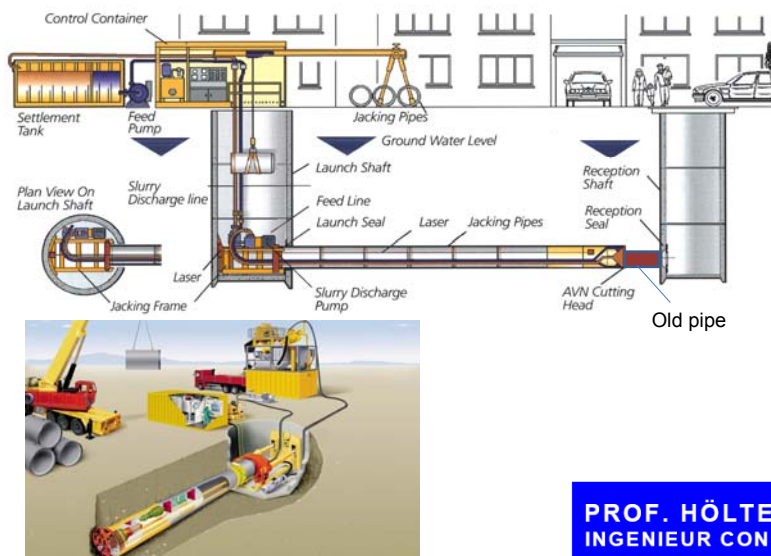 Control Container
Settlement
Tank
Feed
Pump
Jacking Pipes
Ground Water Level
Plan View On
Launch Shaft
Slurry
Discharge line
Launch Shaft
Feed Line
Launch Seal
Laser
Jacking Pipes
Reception
Shaft
Reception
Seal
Laser
Jacking Frame
Slurry Discharge
Pump
AVN Cutting
Head
Old pipe
PROF. HÖLTE
INGENIEUR CON